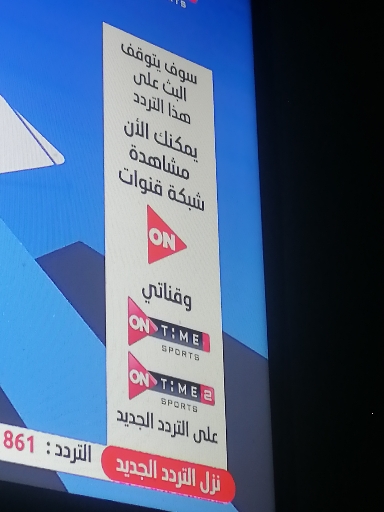 سوف يتوقف
البث على
هذا التردد
يمكنك الأن
مشاهدة
شبكة قنوات
ON
وقناتي
ON TIME
SPORTS
ON TIME 2
SPORTS
على التردد الجديد
التردد : 861
نزل التردد الجديد